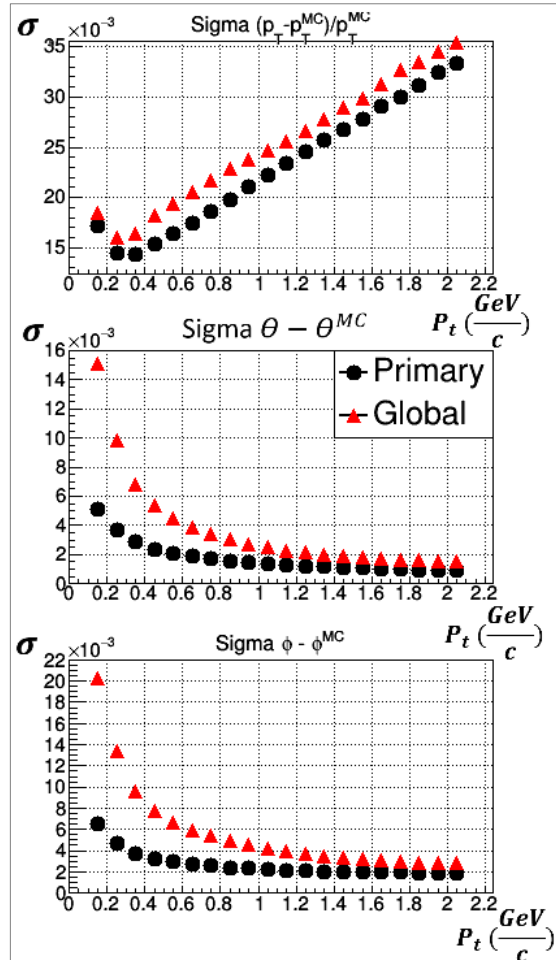 σ ×10⁻³ Sigma (p_T-p_T^MC)/p_T^MC
35
30
25
20
15
0 0.2 0.4 0.6 0.8 1 1.2 1.4 1.6 1.8 2 2.2
P_t (GeV/c)
σ ×10⁻³ Sigma θ − θ^MC
16
14
12
10
8
6
4
2
0
Primary
Global
0 0.2 0.4 0.6 0.8 1 1.2 1.4 1.6 1.8 2 2.2
P_t (GeV/c)
σ ×10⁻³ Sigma ϕ - ϕ^MC
22
20
18
16
14
12
10
8
6
4
2
0
0 0.2 0.4 0.6 0.8 1 1.2 1.4 1.6 1.8 2 2.2
P_t (GeV/c)